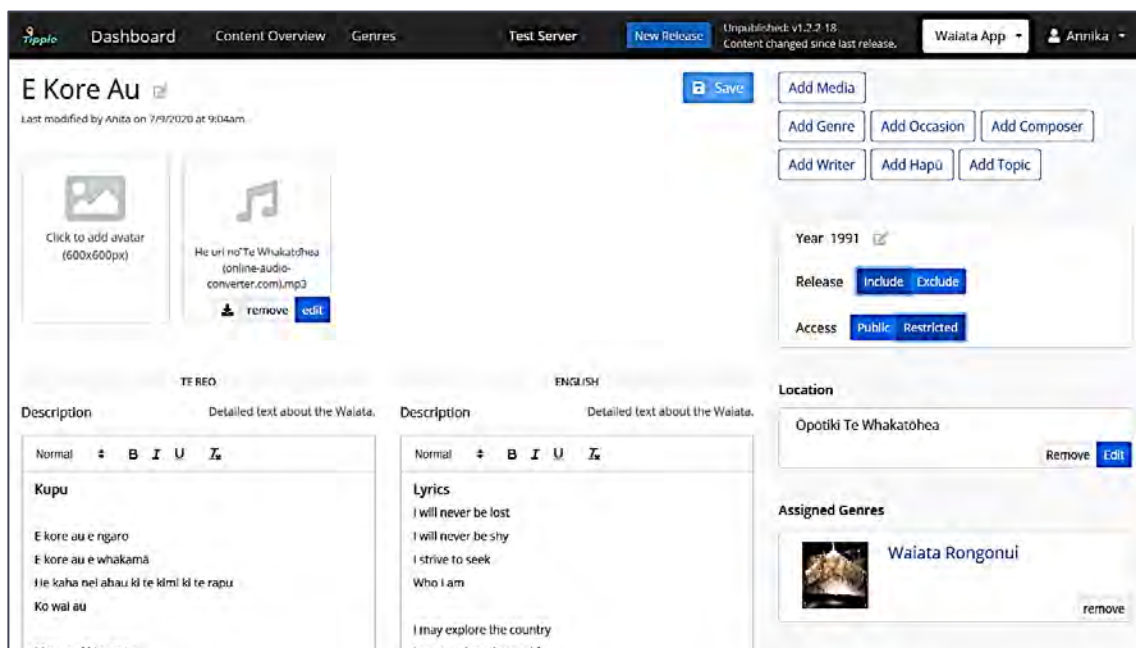 Tipple
Dashboard
Content Overview
Genres
Test Server
New Release
Unpublished: v1.2.2-18
Content changed since last release.
Waiata App
Annika
E Kore Au
Save
Last modified by Anita on 7/9/2020 at 9:04am
Click to add avatar
(600x600px)
He uri no Te Whakatōhea
(online-audio-
converter.com).mp3
remove
edit
TE REO
Description
Detailed text about the Waiata.
Normal
B I U
Kupu
E kore au e ngaro
E kore au e whakamā
He kaha nei ahau ki te kimi ki te rapu
Ko wai au
ENGLISH
Description
Detailed text about the Waiata.
Normal
B I U
Lyrics
I will never be lost
I will never be shy
I strive to seek
Who I am
I may explore the country
Add Media
Add Genre
Add Occasion
Add Composer
Add Writer
Add Hapū
Add Topic
Year 1991
Release
Include
Exclude
Access
Public
Restricted
Location
Ōpōtiki Te Whakatōhea
Remove
Edit
Assigned Genres
Waiata Rongonui
remove